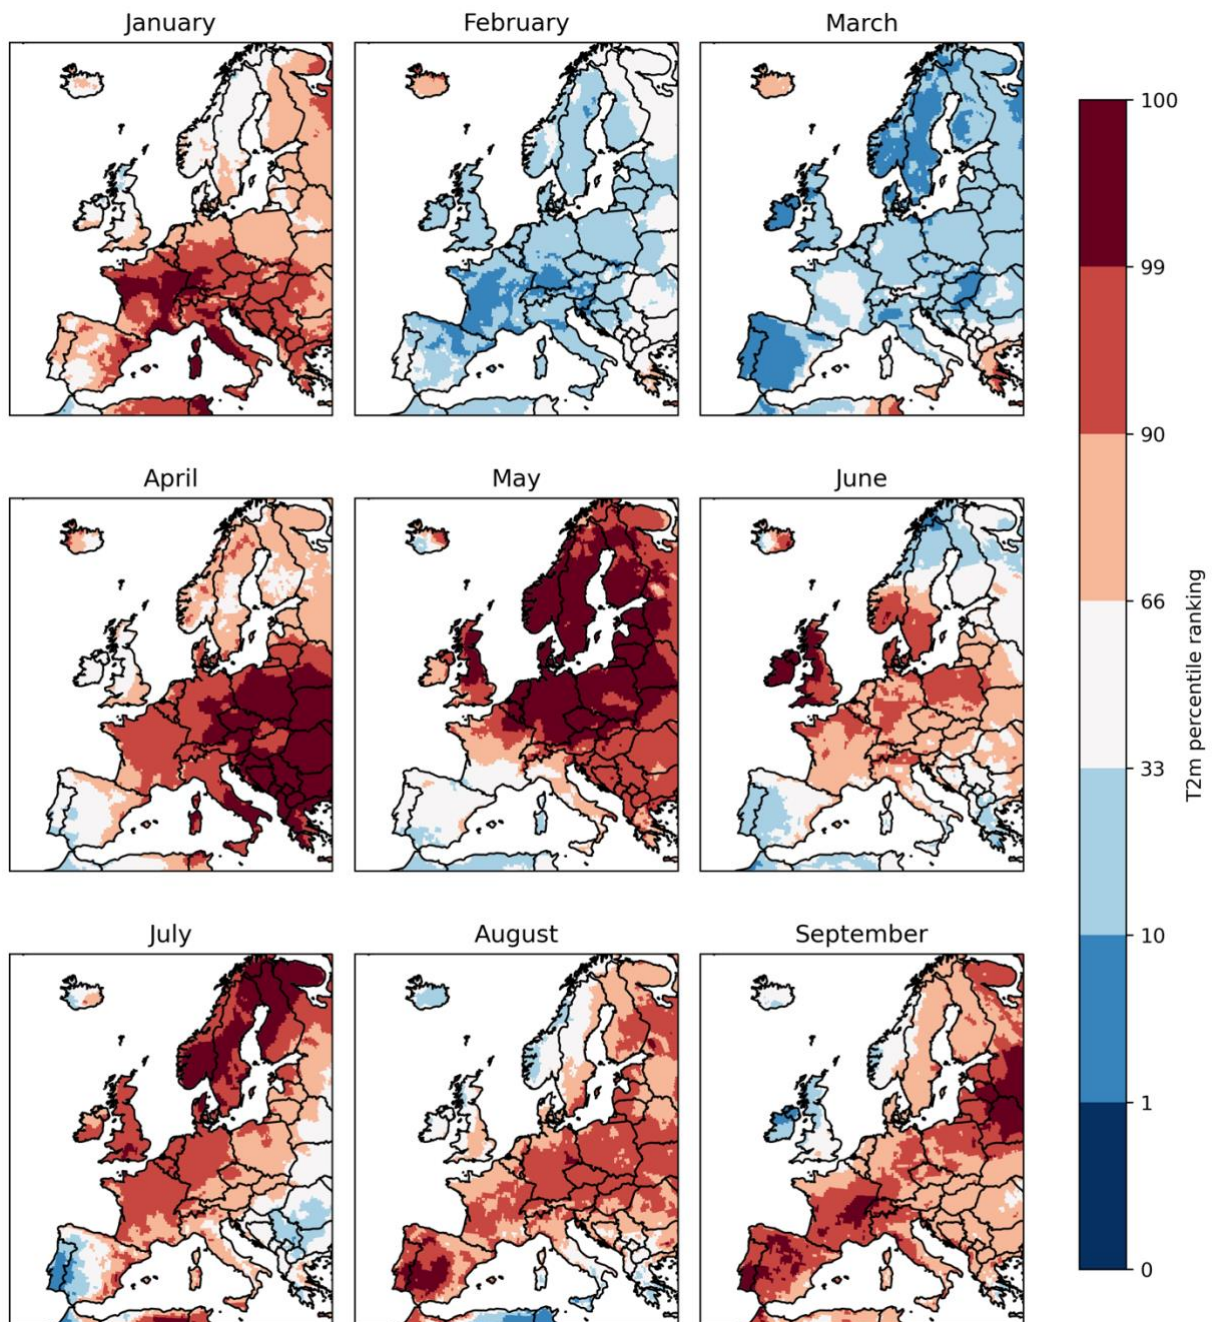 January
February
March
April
May
June
July
August
September
100
99
90
66
33
10
1
0
T2m percentile ranking